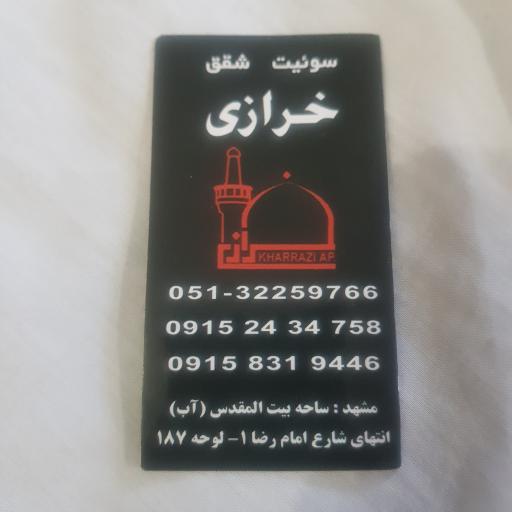 سوئیت شقق
خرازی
KHARRAZI AP
051-32259766
0915 24 34 758
0915 831 9446
مشهد : ساحه بیت المقدس (آب)
انتهای شارع امام رضا ۱- لوحه ۱۸۷